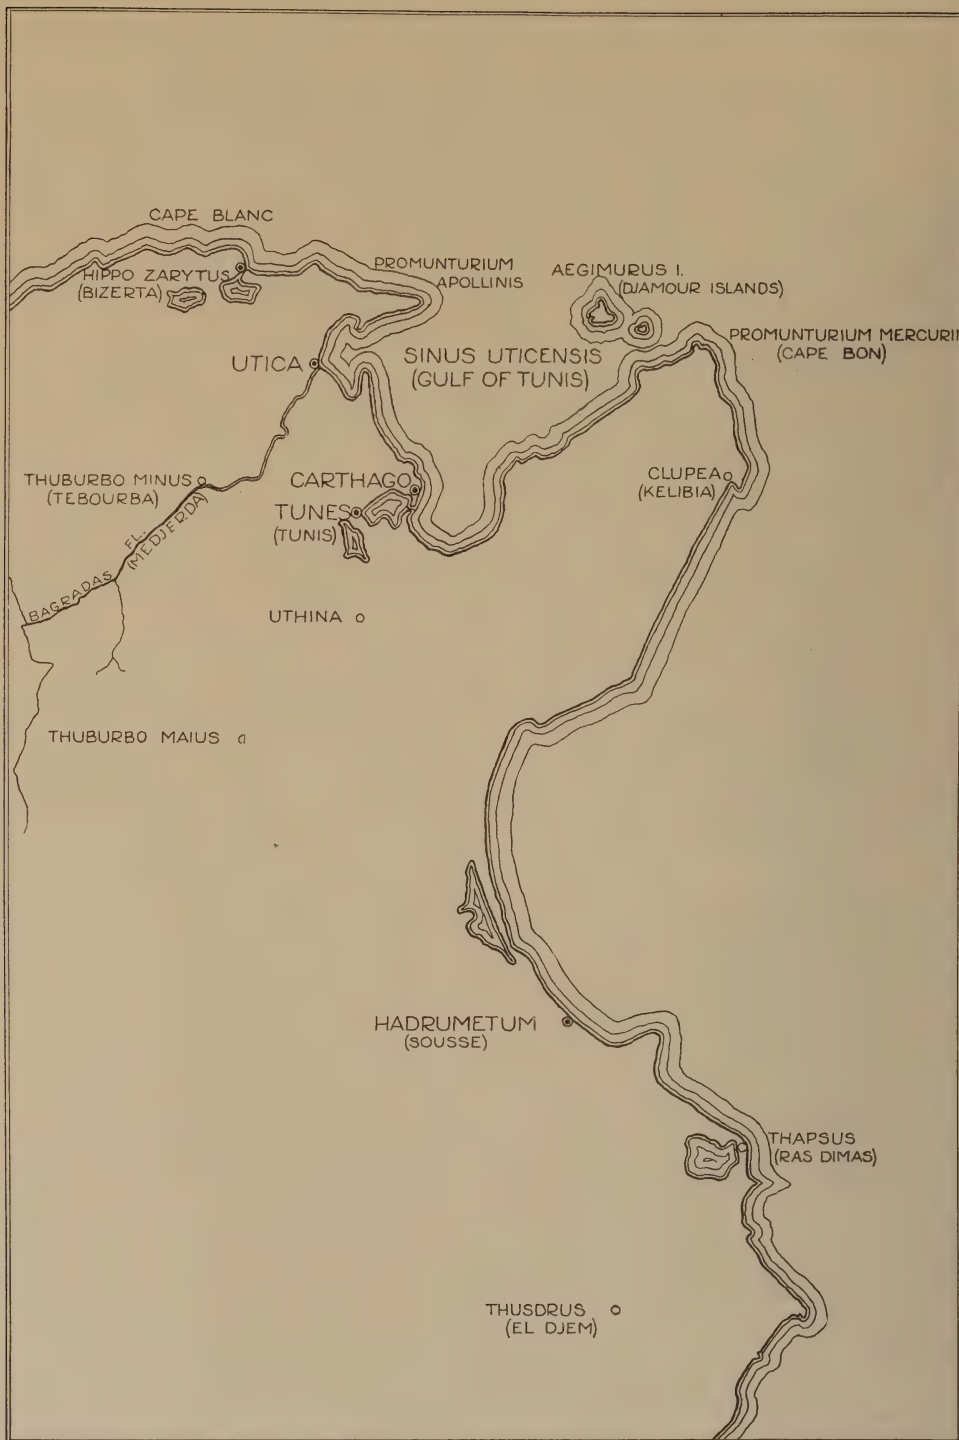 CAPE BLANC
PROMUNTURIUM
APOLLINIS
AEGIMURUS I.
(DJAMOUR ISLANDS)
HIPPO ZARYTUS
(BIZERTA)
PROMUNTURIUM MERCURII
(CAPE BON)
UTICA
SINUS UTICENSIS
(GULF OF TUNIS)
THUBURBO MINUS
(TEBOURBA)
CARTHAGO
TUNES
(TUNIS)
CLUPEA
(KELIBIA)
BAGRADAS FL.
(MEDJERDA)
UTHINA
THUBURBO MAIUS
HADRUMETUM
(SOUSSE)
THAPSUS
(RAS DIMAS)
THUSDRUS
(EL DJEM)